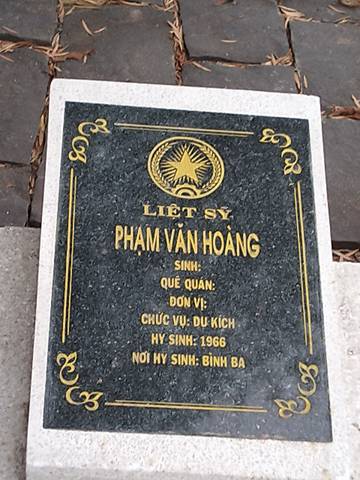 LIỆT SỸ
PHẠM VĂN HOÀNG
SINH:
QUÊ QUÁN:
ĐƠN VỊ:
CHỨC VỤ: DU KÍCH
HY SINH: 1966
NƠI HY SINH: BÌNH BA